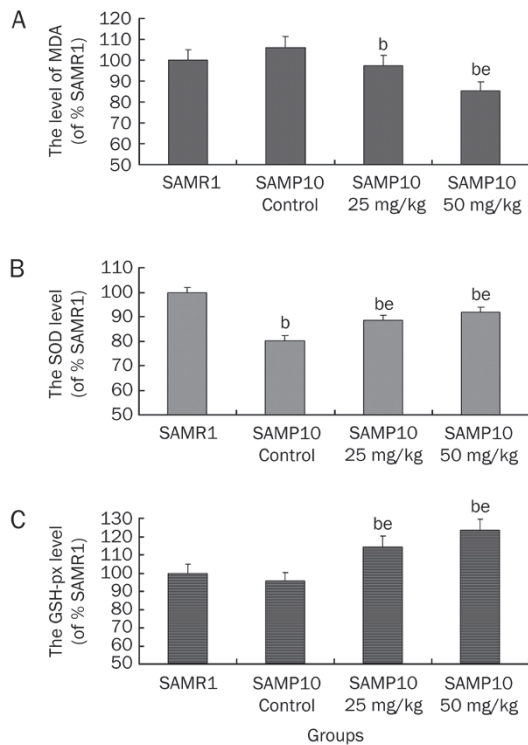 A
The level of MDA
(of % SAMR1)
120
110
100
90
80
70
60
50
b
be
SAMR1
SAMP10
Control
SAMP10
25 mg/kg
SAMP10
50 mg/kg
B
The SOD level
(of % SAMR1)
110
100
90
80
70
60
50
b
be
be
SAMR1
SAMP10
Control
SAMP10
25 mg/kg
SAMP10
50 mg/kg
C
The GSH-px level
(of % SAMR1)
130
120
110
100
90
80
70
60
50
be
be
SAMR1
SAMP10
Control
SAMP10
25 mg/kg
SAMP10
50 mg/kg
Groups